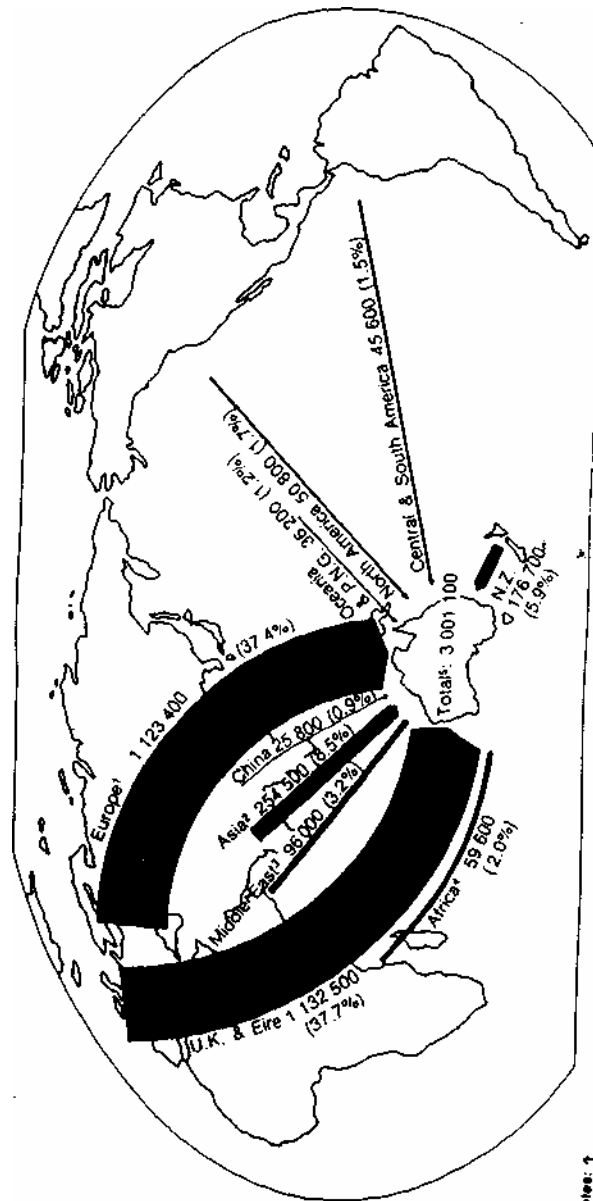 Europe¹
1 123 400
(37.4%)
U.K. & Eire 1 132 500
(37.7%)
Middle East³ 96 000 (3.2%)
Asia² 254 500 (8.5%)
China 25 800 (0.9%)
Africa⁴ 59 600
(2.0%)
Oceania
& P.N.G. 36 200 (1.2%)
North America 50 800 (1.7%)
Central & South America 45 600 (1.5%)
Total⁵: 3 001 100
N.Z.
176 700
(5.9%)